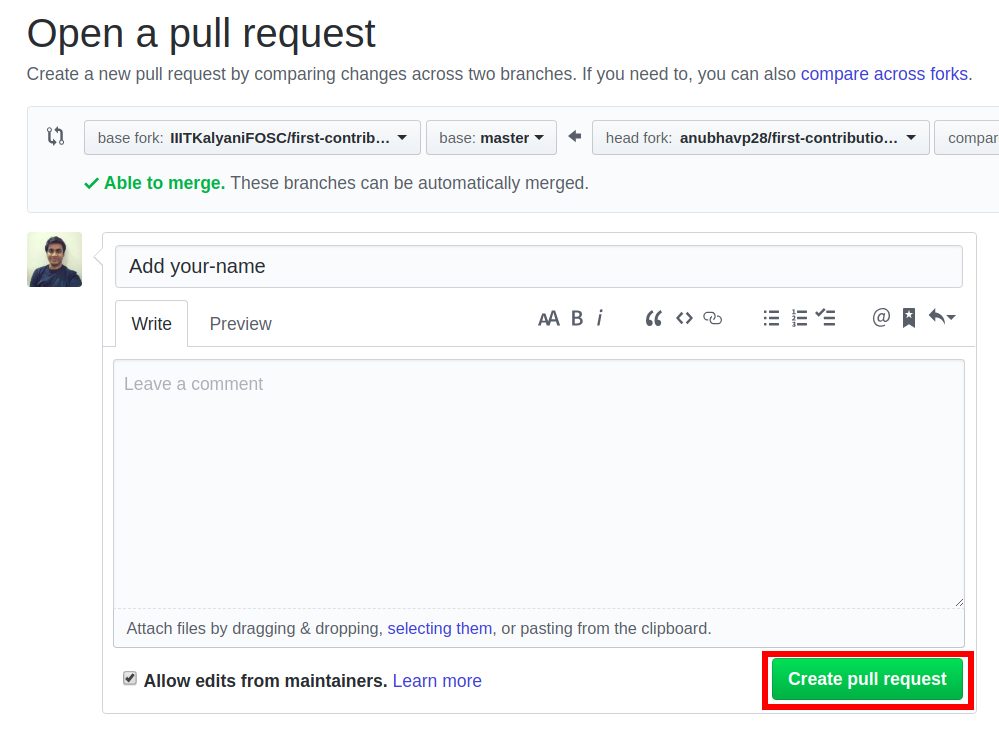 Open a pull request
Create a new pull request by comparing changes across two branches. If you need to, you can also compare across forks.
base fork: IIITKalyaniFOSC/first-contrib... base: master head fork: anubhavp28/first-contributio... compar
Able to merge. These branches can be automatically merged.
Add your-name
Write Preview AA B i @
Leave a comment
Attach files by dragging & dropping, selecting them, or pasting from the clipboard.
Allow edits from maintainers. Learn more Create pull request